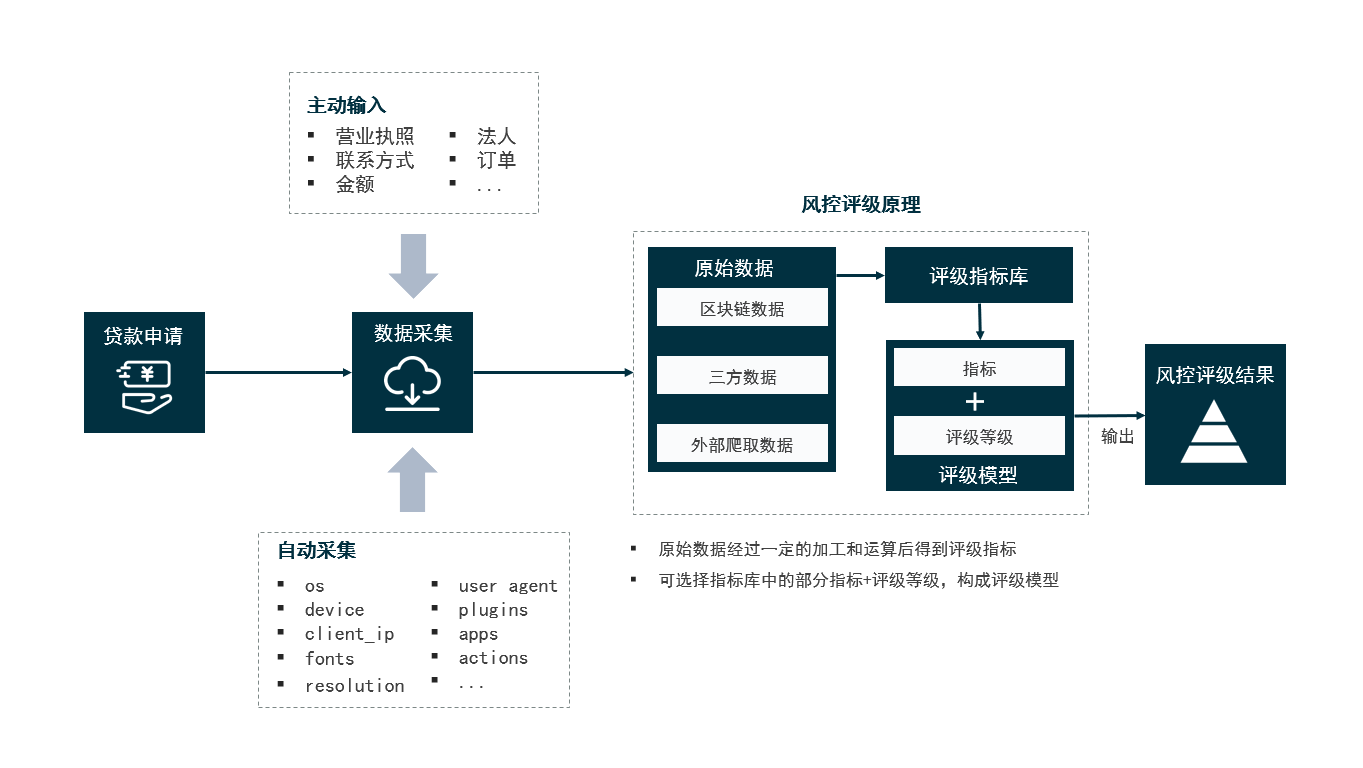 主动输入
营业执照
联系方式
金额
法人
订单
...
贷款申请
数据采集
自动采集
os
device
client_ip
fonts
resolution
user agent
plugins
apps
actions
...
风控评级原理
原始数据
区块链数据
三方数据
外部爬取数据
评级指标库
指标
+
评级等级
评级模型
输出
风控评级结果
原始数据经过一定的加工和运算后得到评级指标
可选择指标库中的部分指标+评级等级，构成评级模型